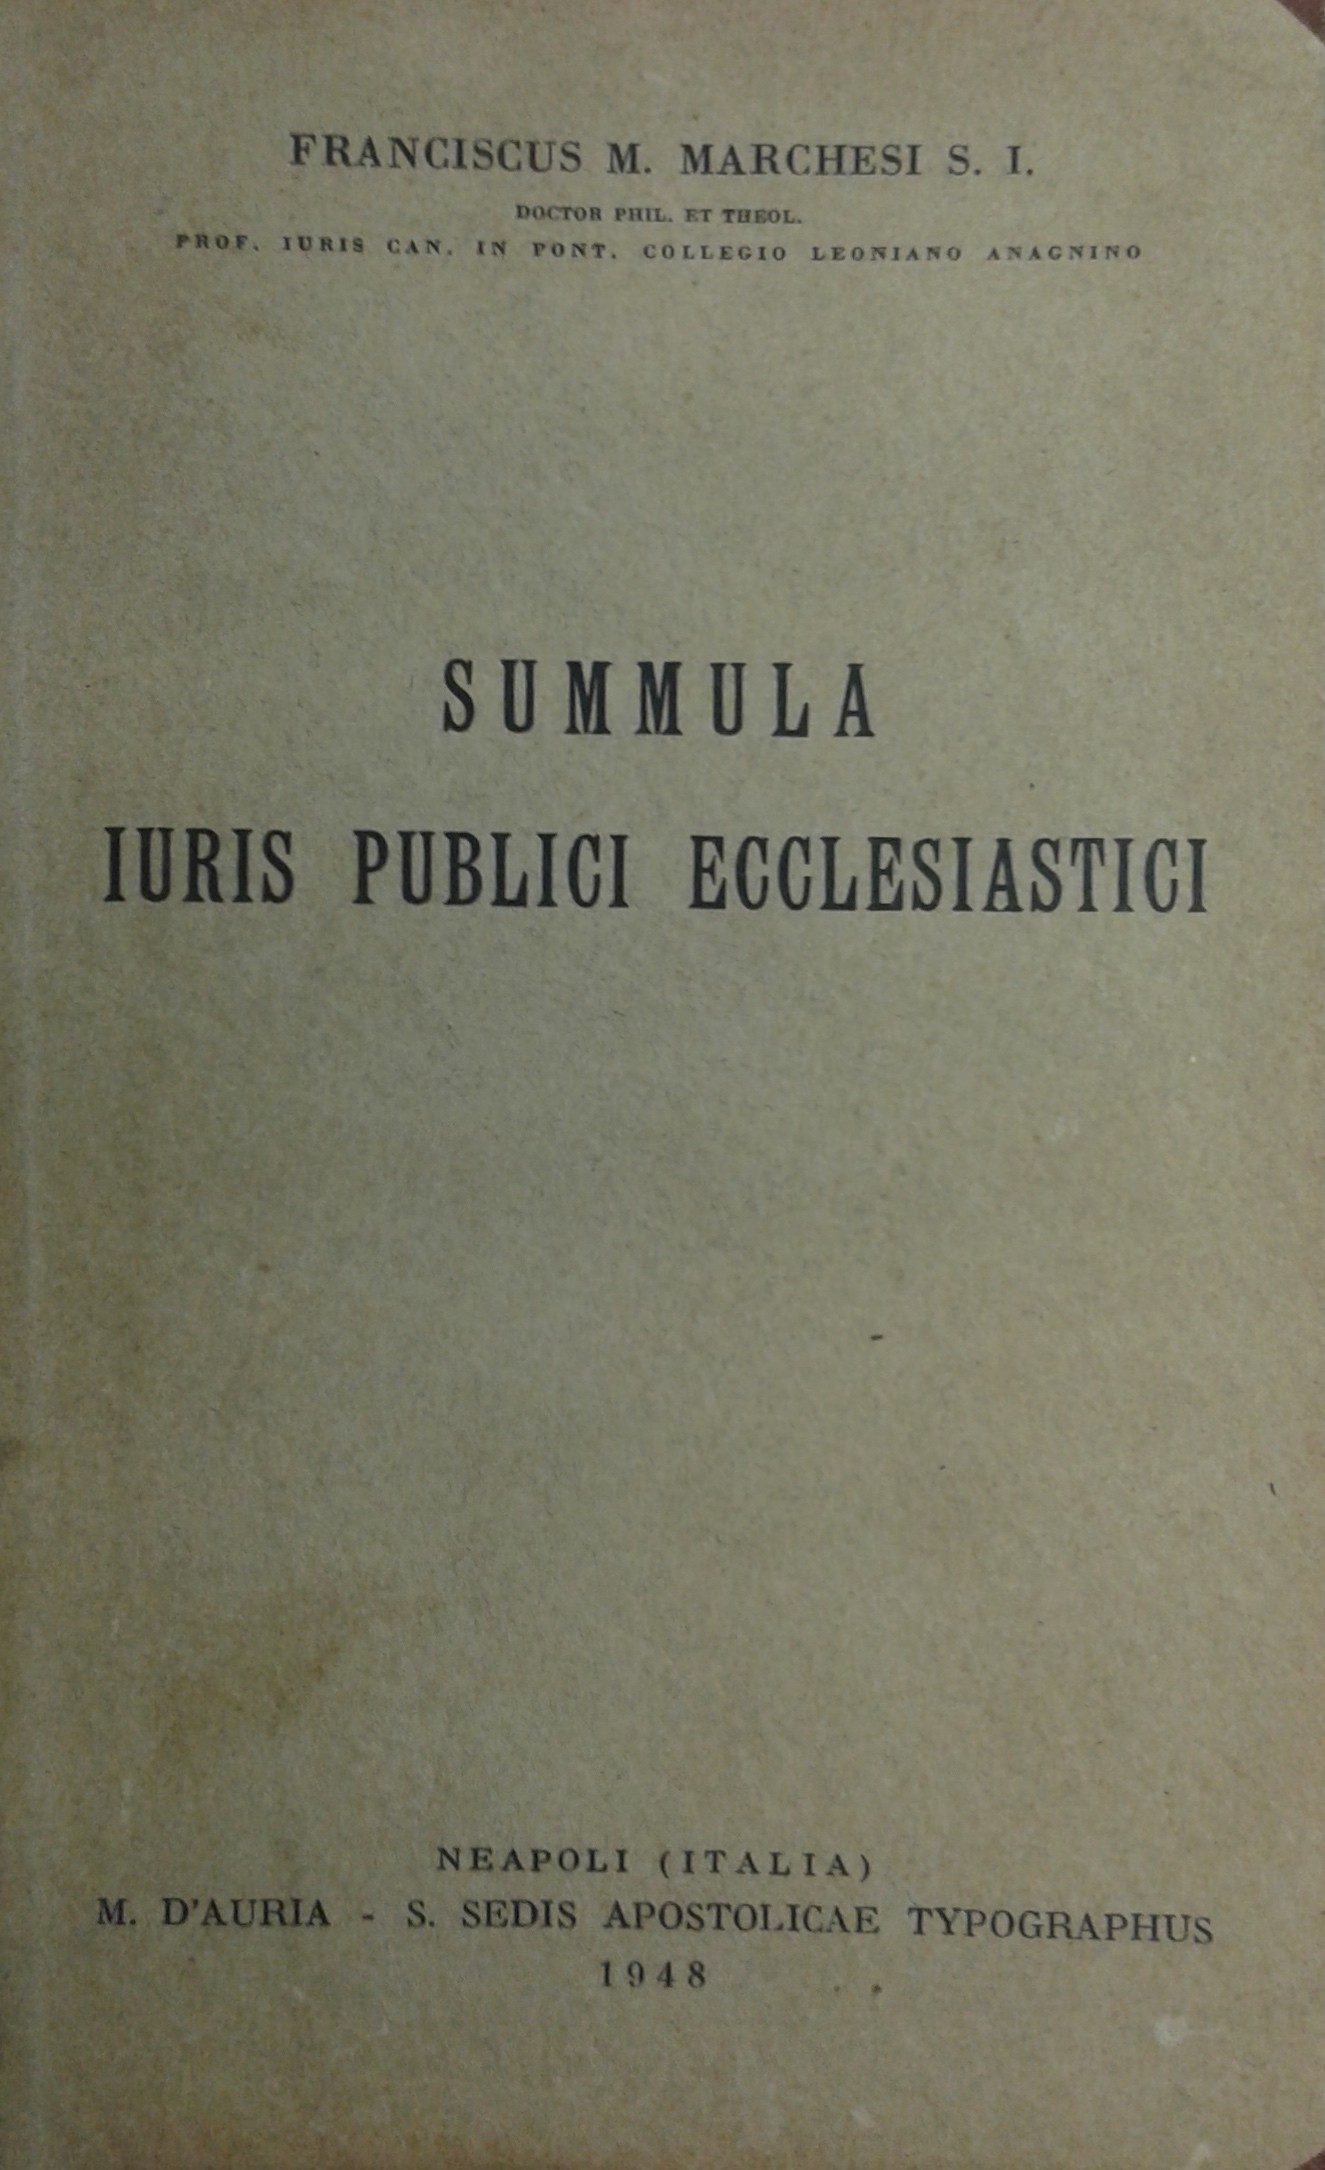 FRANCISCUS M. MARCHESI S. I.
DOCTOR PHIL. ET THEOL.
PROF. IURIS CAN. IN PONT. COLLEGIO LEONIANO ANAGNINO
SUMMULA
IURIS PUBLICI ECCLESIASTICI
NEAPOLI (ITALIA)
M. D'AURIA - S. SEDIS APOSTOLICAE TYPOGRAPHUS
1948